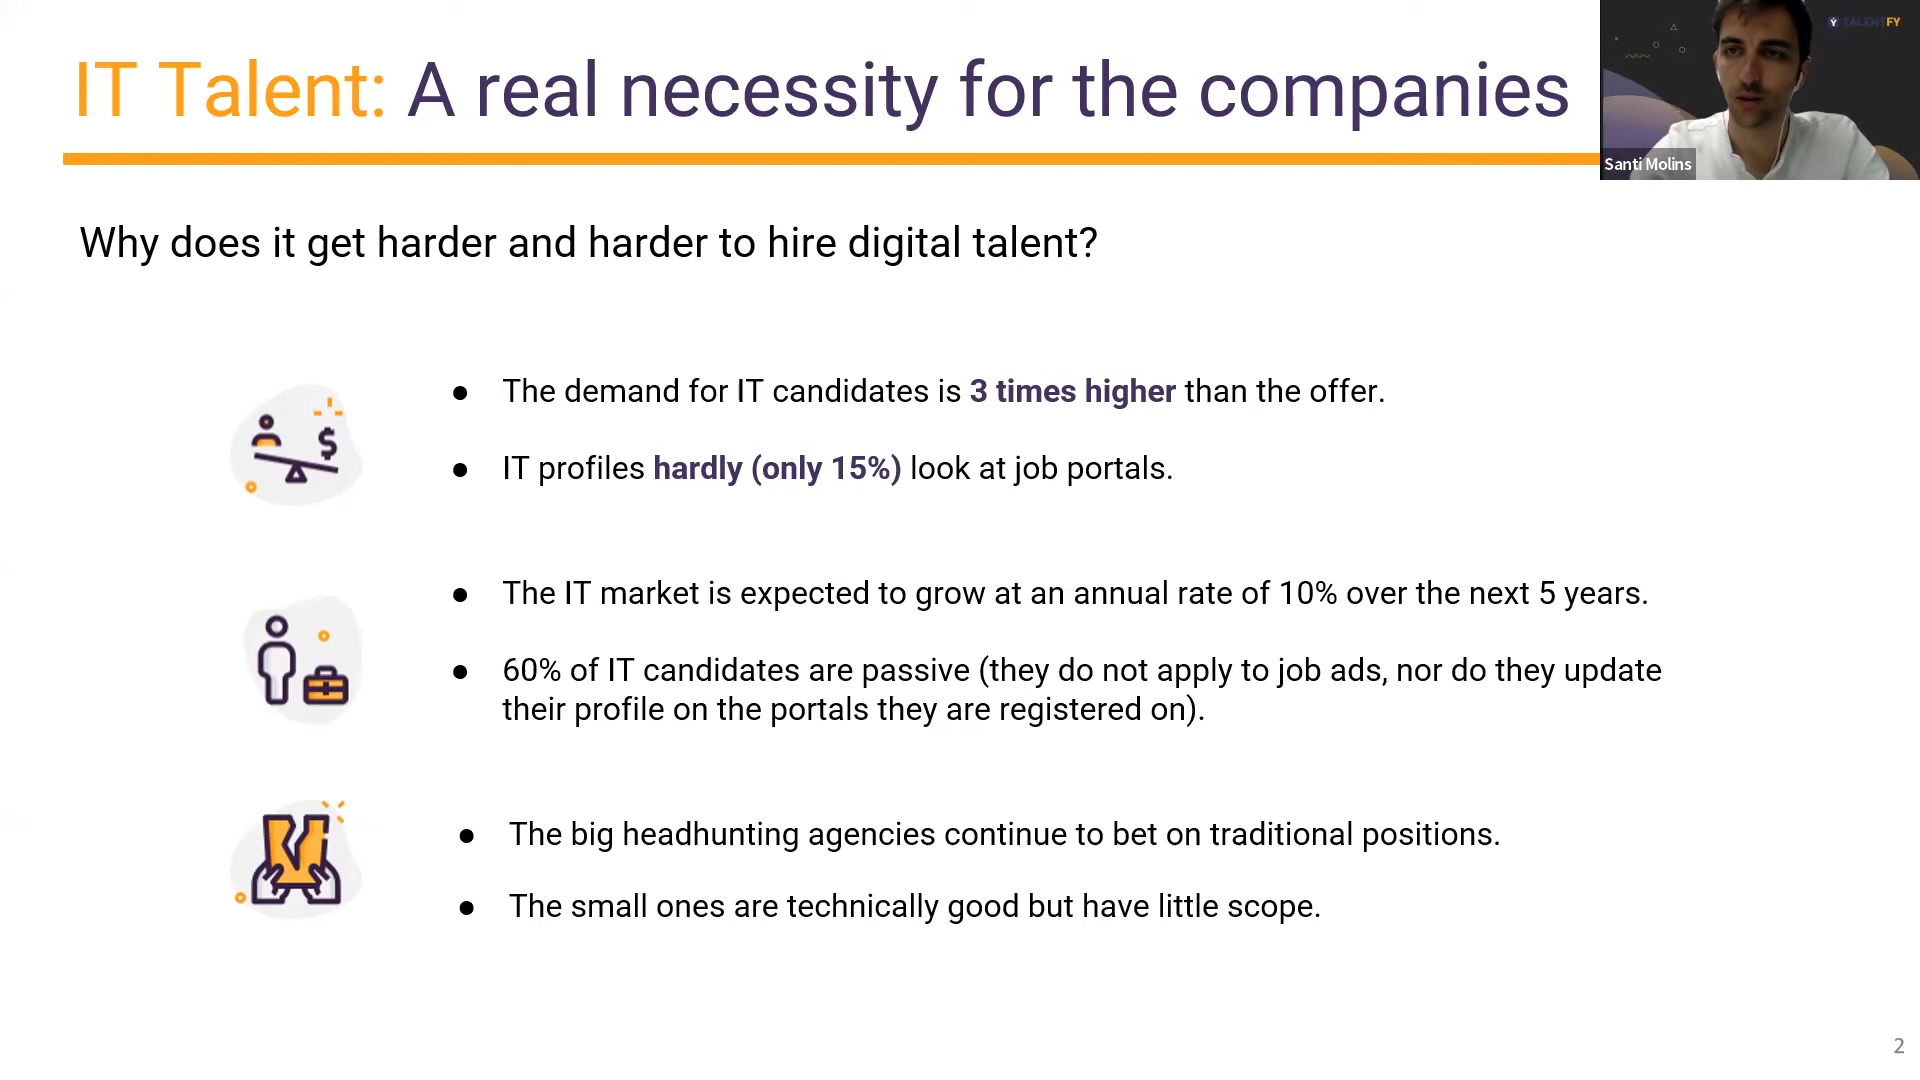 IT Talent: A real necessity for the companies
TALENTFY
Santi Molins
Why does it get harder and harder to hire digital talent?
● The demand for IT candidates is 3 times higher than the offer.
● IT profiles hardly (only 15%) look at job portals.
● The IT market is expected to grow at an annual rate of 10% over the next 5 years.
● 60% of IT candidates are passive (they do not apply to job ads, nor do they update
their profile on the portals they are registered on).
● The big headhunting agencies continue to bet on traditional positions.
● The small ones are technically good but have little scope.
$
2